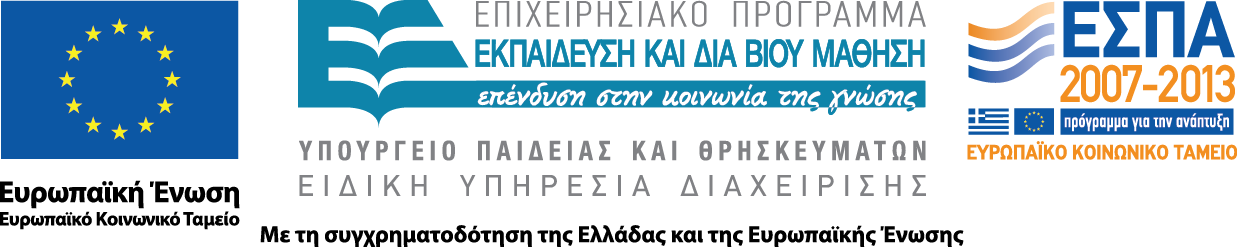 Ευρωπαϊκή Ένωση
Ευρωπαϊκό Κοινωνικό Ταμείο
ΕΠΙΧΕΙΡΗΣΙΑΚΟ ΠΡΟΓΡΑΜΜΑ
ΕΚΠΑΙΔΕΥΣΗ ΚΑΙ ΔΙΑ ΒΙΟΥ ΜΑΘΗΣΗ
επένδυση στην κοινωνία της γνώσης
ΥΠΟΥΡΓΕΙΟ ΠΑΙΔΕΙΑΣ ΚΑΙ ΘΡΗΣΚΕΥΜΑΤΩΝ
ΕΙΔΙΚΗ ΥΠΗΡΕΣΙΑ ΔΙΑΧΕΙΡΙΣΗΣ
Με τη συγχρηματοδότηση της Ελλάδας και της Ευρωπαϊκής Ένωσης
ΕΣΠΑ
2007-2013
πρόγραμμα για την ανάπτυξη
ΕΥΡΩΠΑΪΚΟ ΚΟΙΝΩΝΙΚΟ ΤΑΜΕΙΟ